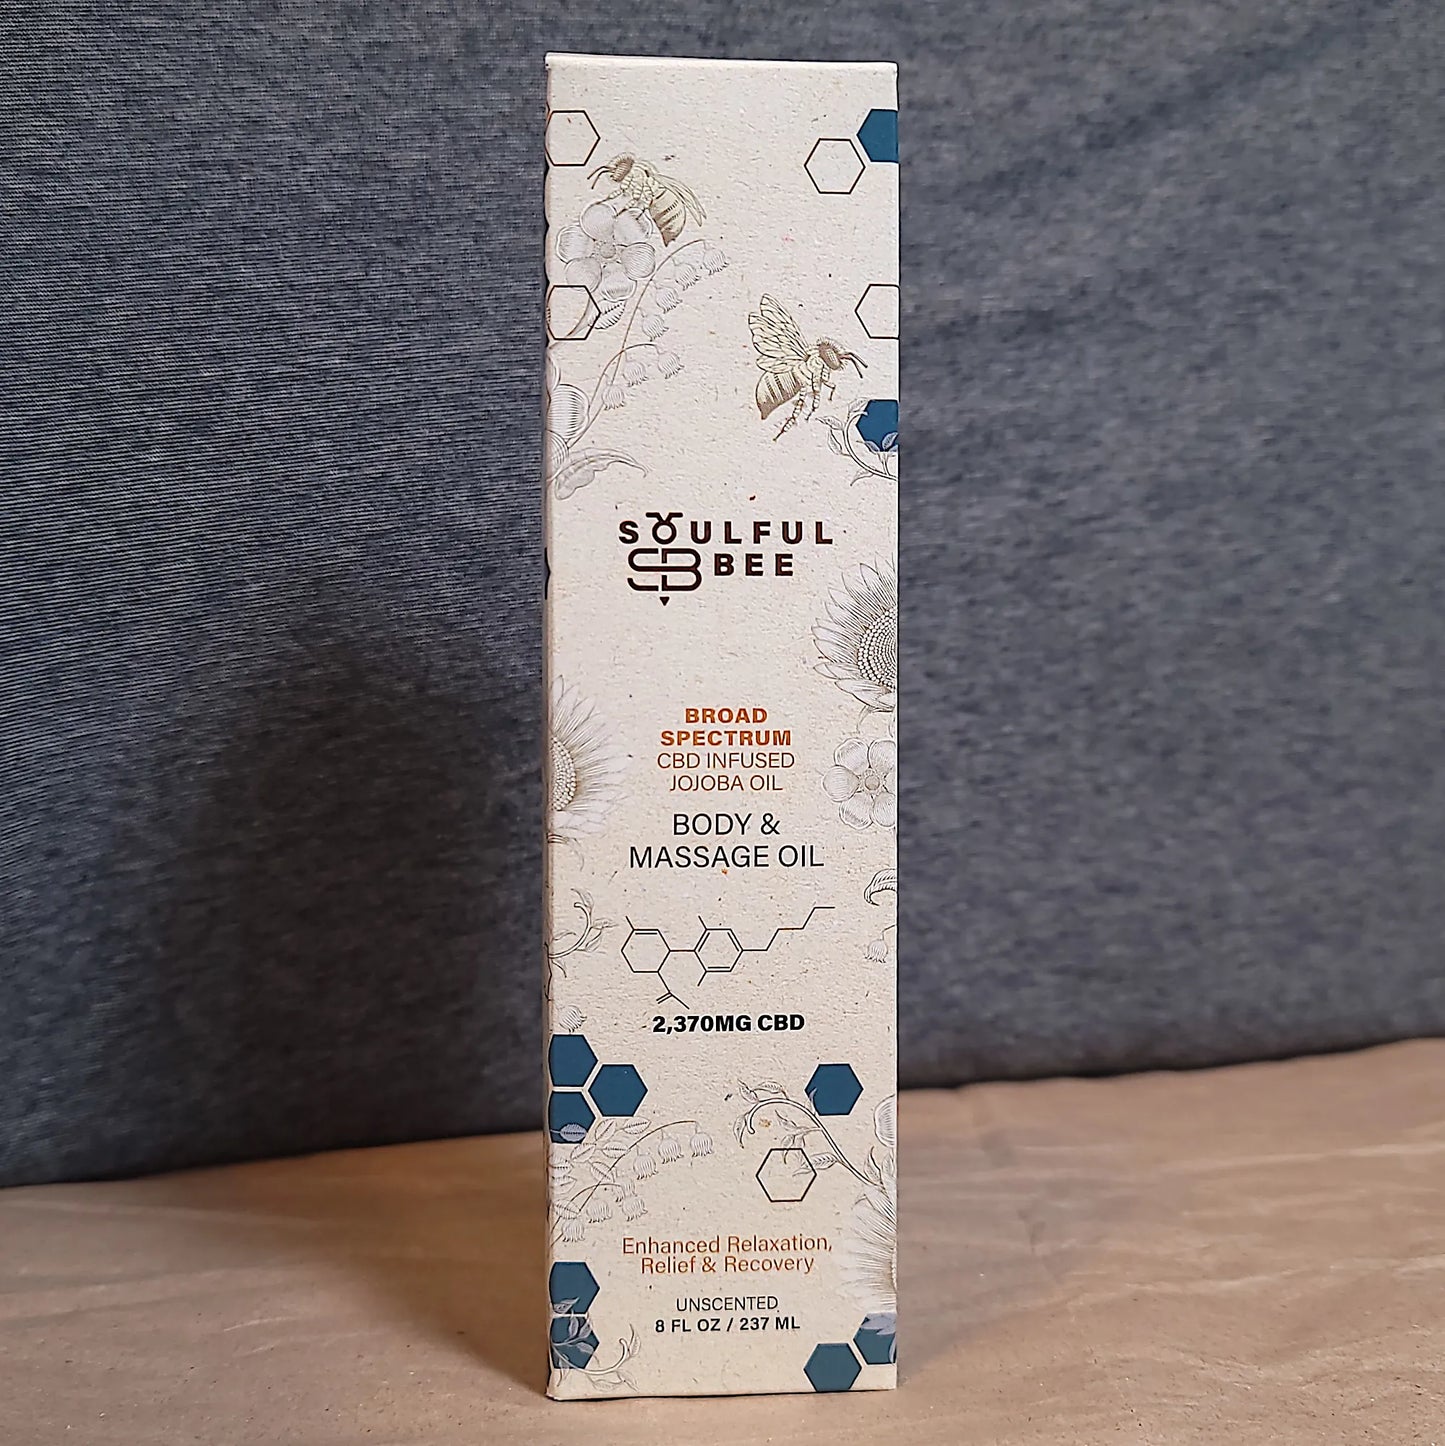 SOULFUL
SB BEE
BROAD
SPECTRUM
CBD INFUSED
JOJOBA OIL
BODY &
MASSAGE OIL
2,370MG CBD
Enhanced Relaxation,
Relief & Recovery
UNSCENTED
8 FL OZ / 237 ML